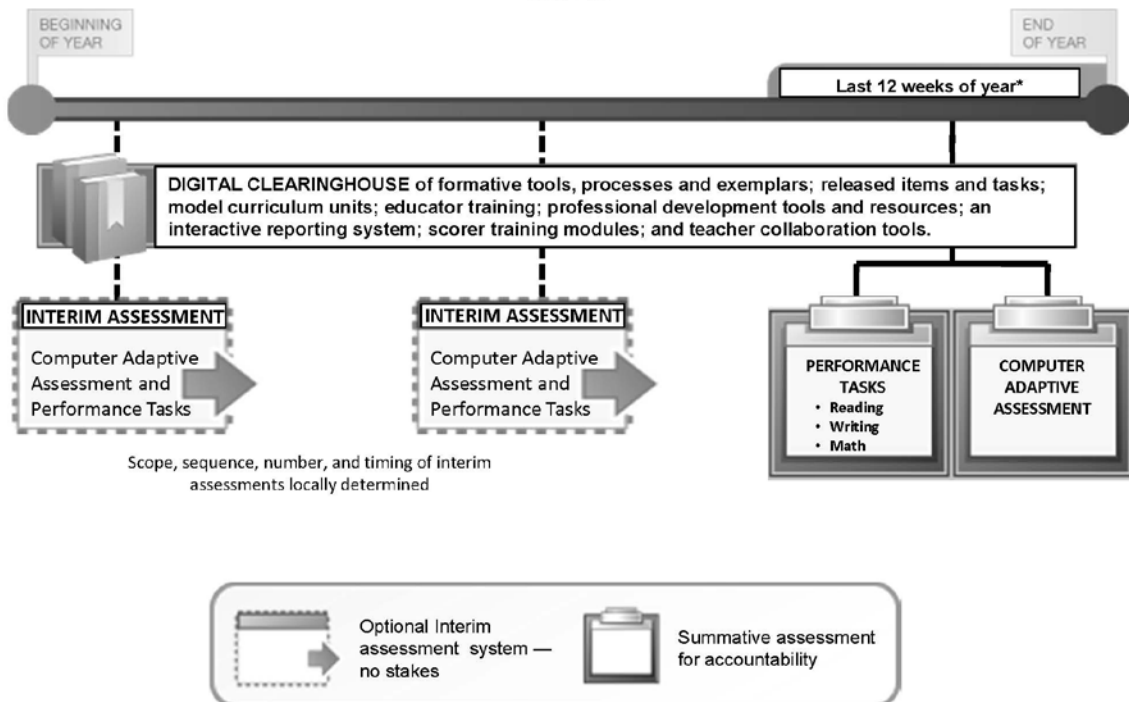 BEGINNING
OF YEAR
END
OF YEAR
Last 12 weeks of year*
DIGITAL CLEARINGHOUSE of formative tools, processes and exemplars; released items and tasks;
model curriculum units; educator training; professional development tools and resources; an
interactive reporting system; scorer training modules; and teacher collaboration tools.
INTERIM ASSESSMENT
Computer Adaptive
Assessment and
Performance Tasks
INTERIM ASSESSMENT
Computer Adaptive
Assessment and
Performance Tasks
PERFORMANCE
TASKS
• Reading
• Writing
• Math
COMPUTER
ADAPTIVE
ASSESSMENT
Scope, sequence, number, and timing of interim
assessments locally determined
Optional Interim
assessment system —
no stakes
Summative assessment
for accountability